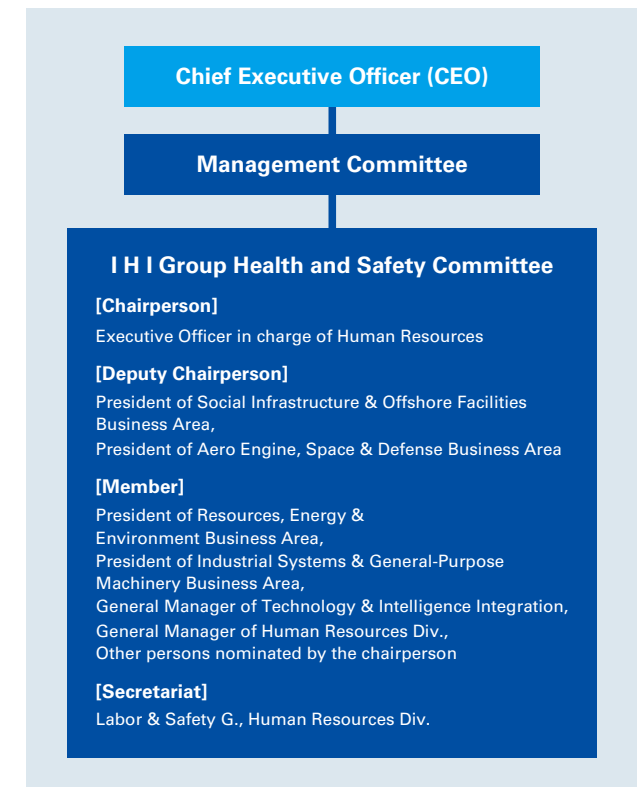 Chief Executive Officer (CEO)
Management Committee
I H I Group Health and Safety Committee
[Chairperson]
Executive Officer in charge of Human Resources
[Deputy Chairperson]
President of Social Infrastructure & Offshore Facilities
Business Area,
President of Aero Engine, Space & Defense Business Area
[Member]
President of Resources, Energy &
Environment Business Area,
President of Industrial Systems & General-Purpose
Machinery Business Area,
General Manager of Technology & Intelligence Integration,
General Manager of Human Resources Div.,
Other persons nominated by the chairperson
[Secretariat]
Labor & Safety G., Human Resources Div.